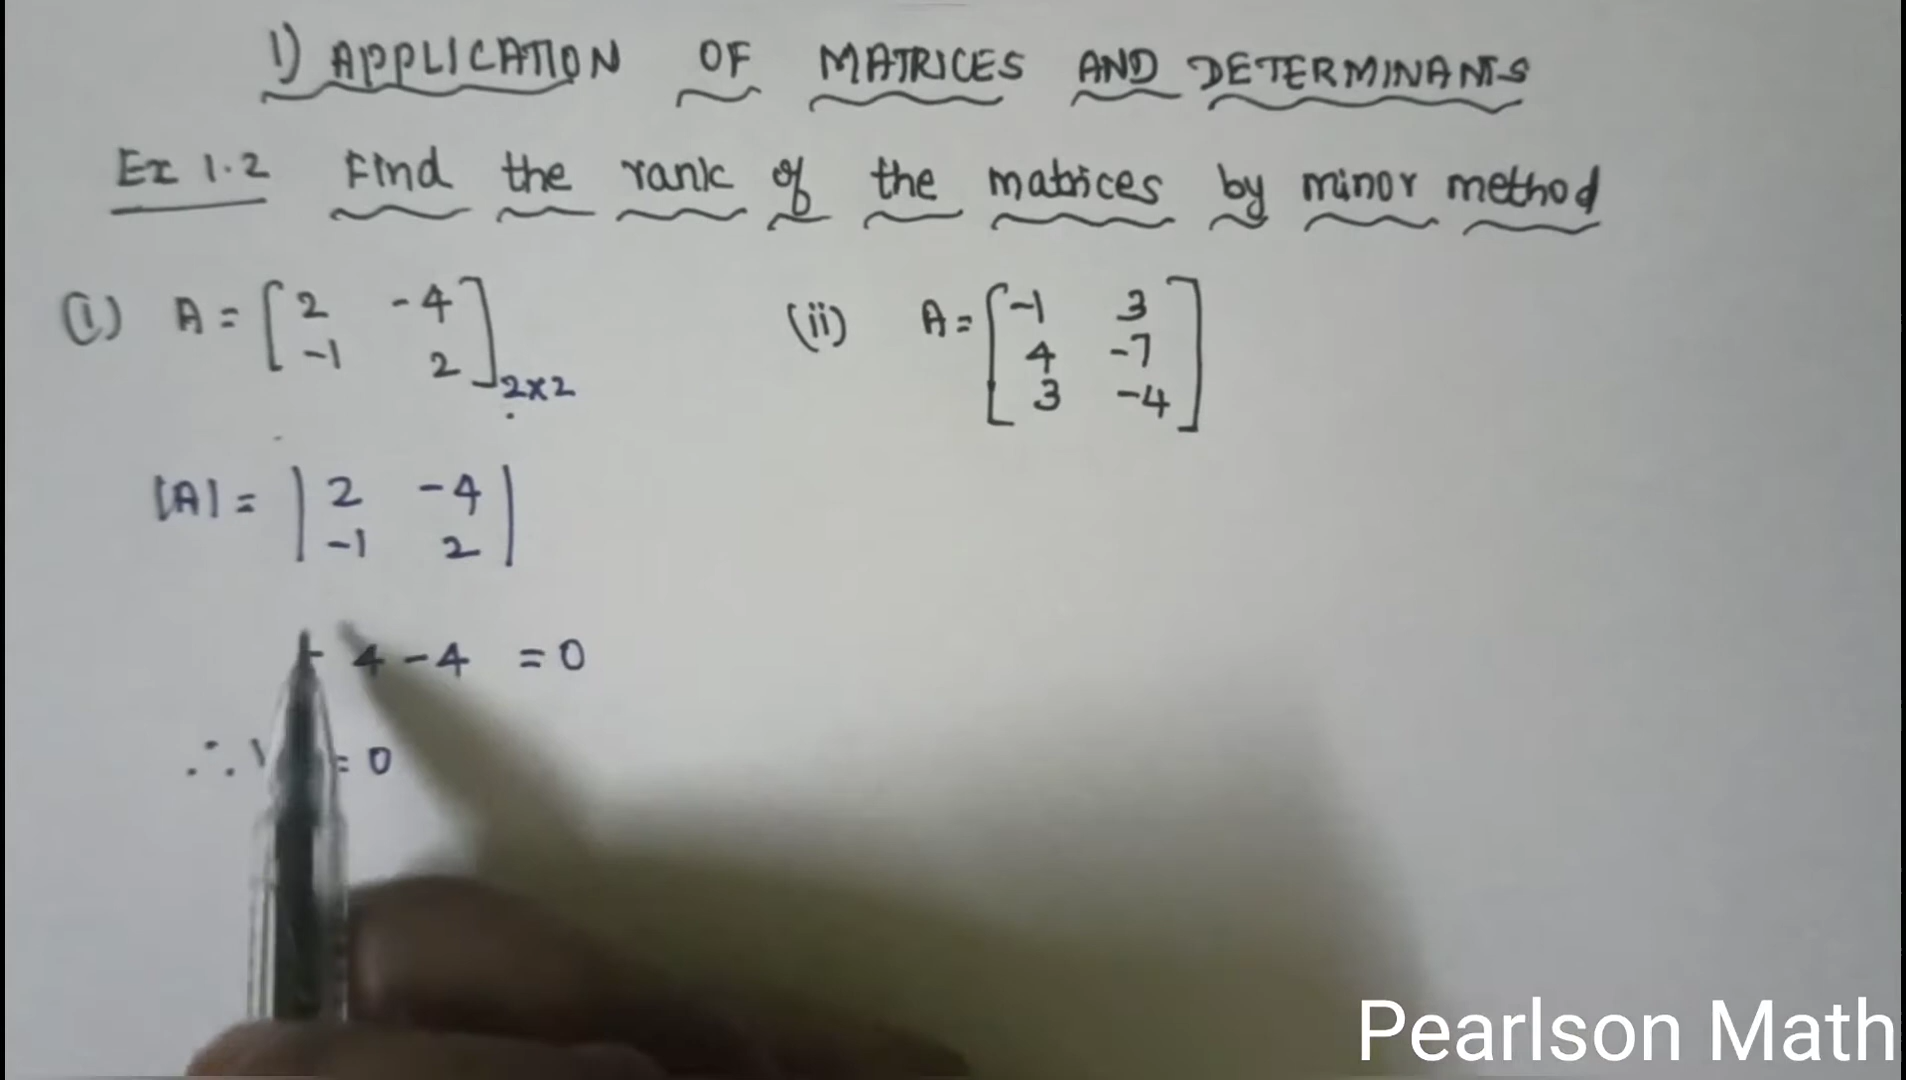 1) APPLICATION OF MATRICES AND DETERMINANTS
Ex 1.2 Find the rank of the matrices by minor method
(i) A = [ 2 -4
-1 2 ] 2×2
(ii) A = [ -1 3
4 -7
3 -4 ]
|A| = | 2 -4
-1 2 |
4 - 4 = 0
∴ = 0
Pearlson Math